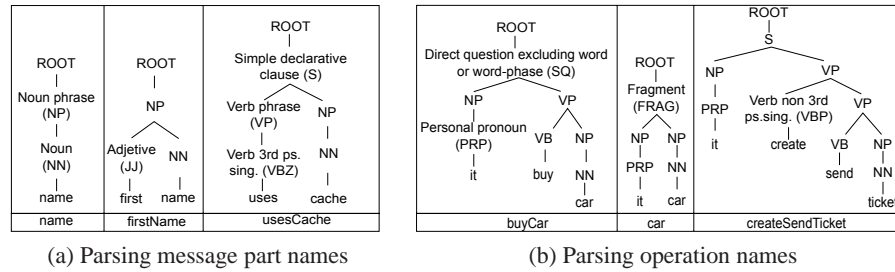 ROOT
Noun phrase
(NP)
Noun
(NN)
name
name
ROOT
NP
Adjetive
(JJ)
NN
first
name
firstName
ROOT
Simple declarative
clause (S)
Verb phrase
(VP)
NP
Verb 3rd ps.
sing. (VBZ)
NN
uses
cache
usesCache
(a) Parsing message part names
ROOT
Direct question excluding word
or word-phase (SQ)
NP
VP
Personal pronoun
(PRP)
VB
NP
it
buy
NN
car
buyCar
ROOT
Fragment
(FRAG)
NP
NP
PRP
NN
it
car
car
ROOT
S
NP
VP
PRP
Verb non 3rd
ps.sing. (VBP)
VP
it
create
VB
NP
send
NN
ticket
createSendTicket
(b) Parsing operation names